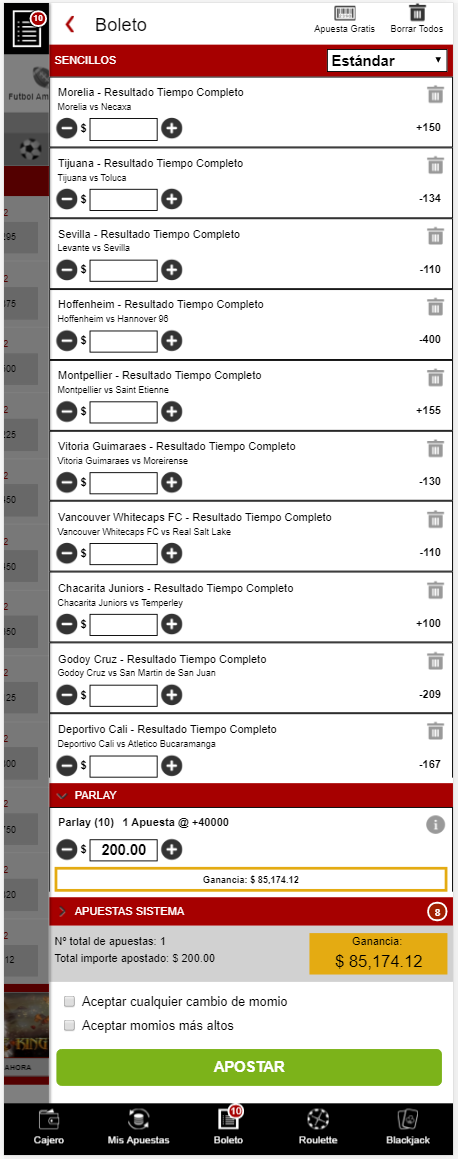 10
Boleto
Apuesta Gratis
Borrar Todos
SENCILLOS
Estándar
Futbol Am
Morelia - Resultado Tiempo Completo
Morelia vs Necaxa
$
+150
Tijuana - Resultado Tiempo Completo
Tijuana vs Toluca
$
-134
Sevilla - Resultado Tiempo Completo
Levante vs Sevilla
$
-110
Hoffenheim - Resultado Tiempo Completo
Hoffenheim vs Hannover 96
$
-400
Montpellier - Resultado Tiempo Completo
Montpellier vs Saint Etienne
$
+155
Vitoria Guimaraes - Resultado Tiempo Completo
Vitoria Guimaraes vs Moreirense
$
-130
Vancouver Whitecaps FC - Resultado Tiempo Completo
Vancouver Whitecaps FC vs Real Salt Lake
$
-110
Chacarita Juniors - Resultado Tiempo Completo
Chacarita Juniors vs Temperley
$
+100
Godoy Cruz - Resultado Tiempo Completo
Godoy Cruz vs San Martin de San Juan
$
-209
Deportivo Cali - Resultado Tiempo Completo
Deportivo Cali vs Atletico Bucaramanga
$
-167
PARLAY
Parlay (10) 1 Apuesta @ +40000
$ 200.00
Ganancia: $ 85,174.12
APUESTAS SISTEMA
8
Nº total de apuestas: 1
Total importe apostado: $ 200.00
Ganancia:
$ 85,174.12
Aceptar cualquier cambio de momio
Aceptar momios más altos
KING
AHORA
APOSTAR
10
Cajero
Mis Apuestas
Boleto
Roulette
Blackjack